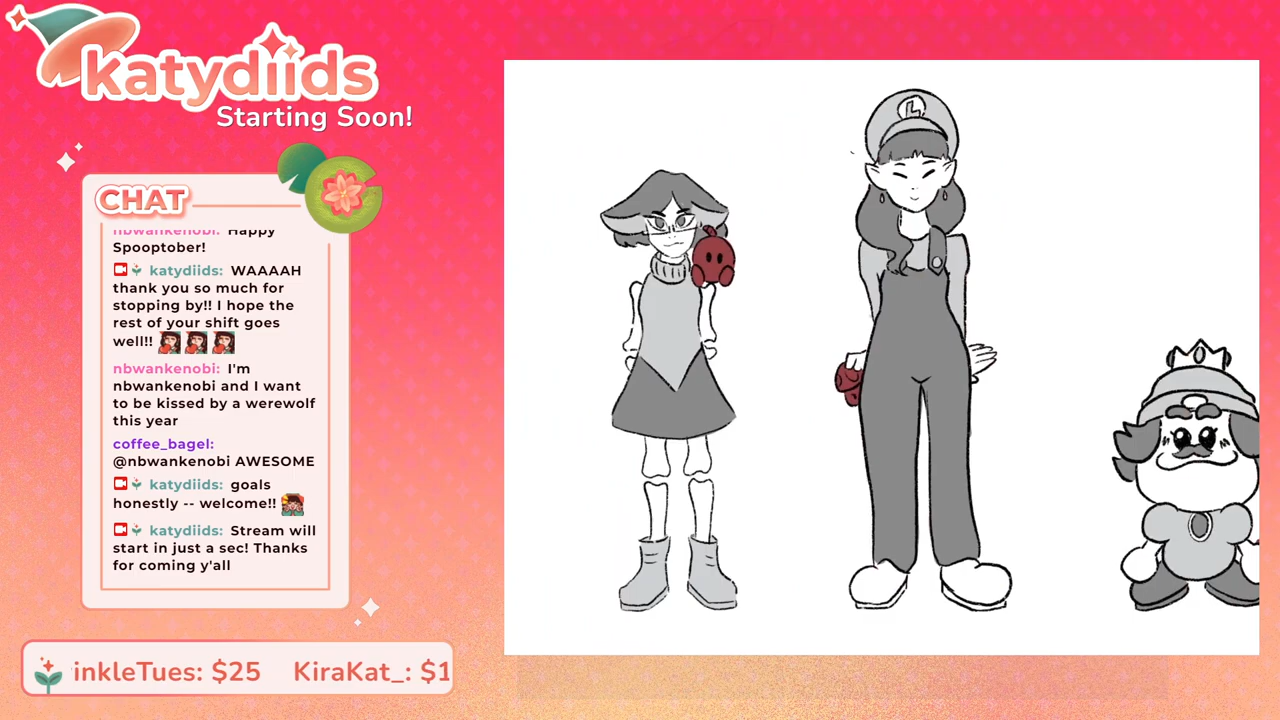 katydiids
Starting Soon!
CHAT
nbwankenobi: Happy
Spooptober!
katydiids: WAAAAH
thank you so much for
stopping by!! I hope the
rest of your shift goes
well!!
nbwankenobi: I'm
nbwankenobi and I want
to be kissed by a werewolf
this year
coffee_bagel:
@nbwankenobi AWESOME
katydiids: goals
honestly -- welcome!!
katydiids: Stream will
start in just a sec! Thanks
for coming y'all
inkleTues: $25 KiraKat_: $1
L